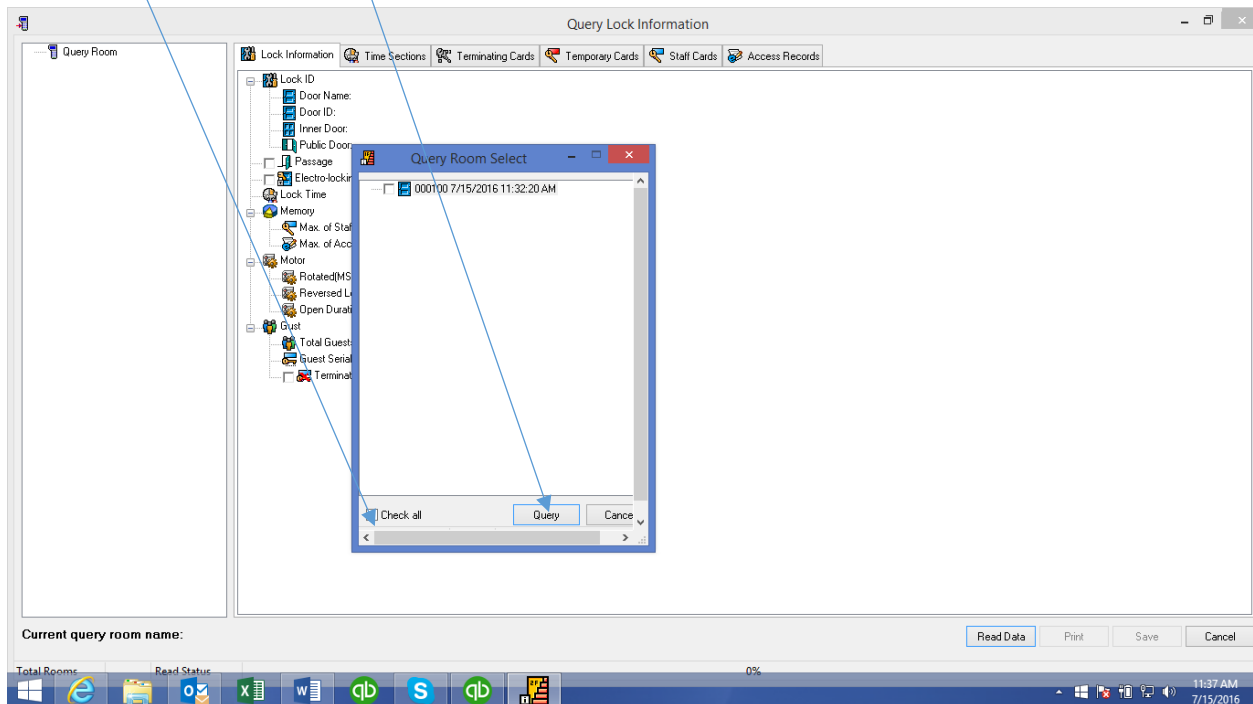 Query Lock Information
Query Room
Lock Information Time Sections Terminating Cards Temporary Cards Staff Cards Access Records
Lock ID
Door Name:
Door ID:
Inner Door:
Public Door:
Passage
Electro-lockin
Lock Time
Memory
Max. of Staf
Max. of Acc
Motor
Rotated(MS
Reversed L
Open Durati
Gust
Total Guest
Guest Serial
Terminat
Query Room Select
000100 7/15/2016 11:32:20 AM
Check all Query Cance
Current query room name:
Read Data Print Save Cancel
Total Rooms Read Status 0%
11:37 AM
7/15/2016